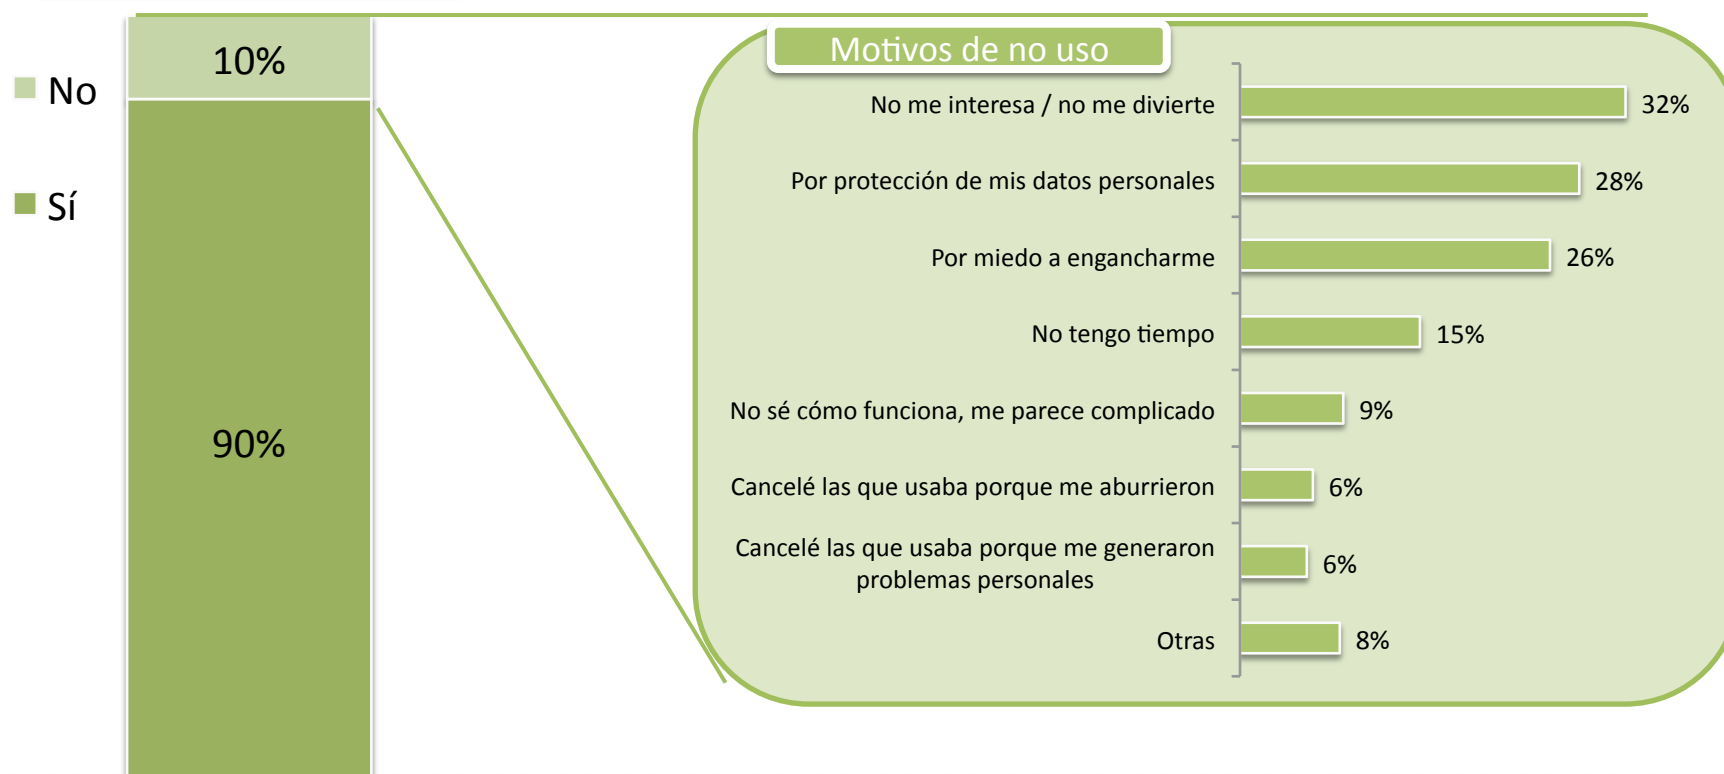 No
Sí
10%
90%
Motivos de no uso
No me interesa / no me divierte
32%
Por protección de mis datos personales
28%
Por miedo a engancharme
26%
No tengo tiempo
15%
No sé cómo funciona, me parece complicado
9%
Cancelé las que usaba porque me aburrieron
6%
Cancelé las que usaba porque me generaron
problemas personales
6%
Otras
8%